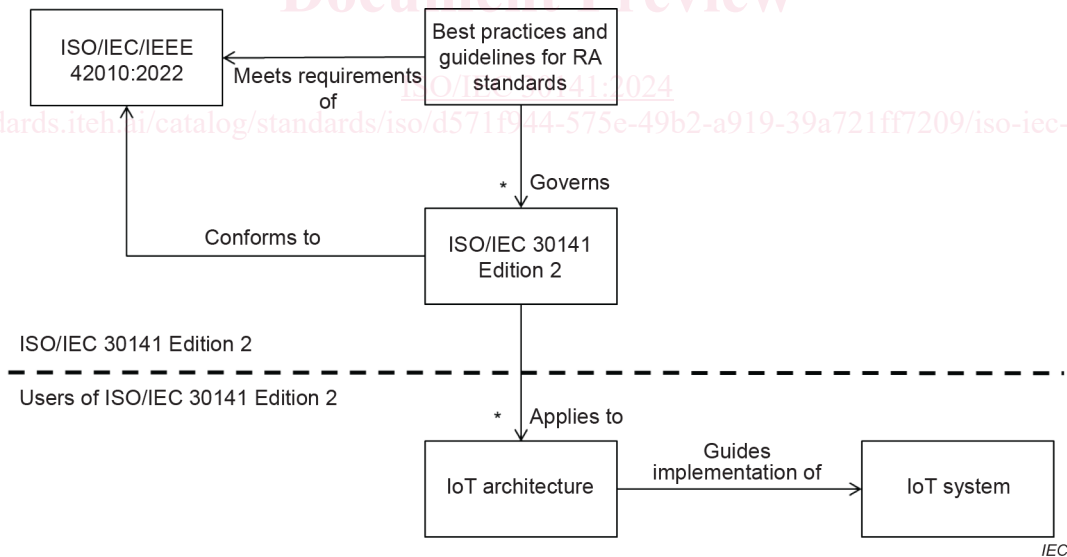 Document Preview
ISO/IEC/IEEE
42010:2022
Best practices and
guidelines for RA
standards
Meets requirements
of
ISO/IEC 30141:2024
dards.iteh.ai/catalog/standards/iso/d571f944-575e-49b2-a919-39a721ff7209/iso-iec-
* Governs
Conforms to
ISO/IEC 30141
Edition 2
ISO/IEC 30141 Edition 2
Users of ISO/IEC 30141 Edition 2
* Applies to
IoT architecture
Guides
implementation of
IoT system
IEC